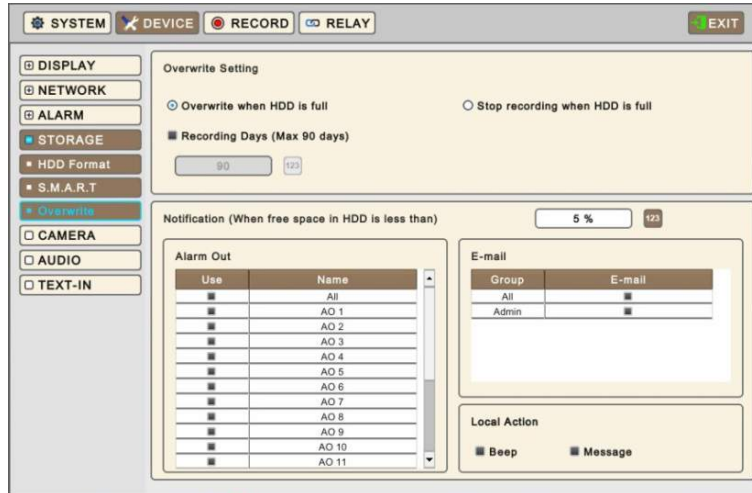 SYSTEM DEVICE RECORD RELAY EXIT
DISPLAY
NETWORK
ALARM
STORAGE
HDD Format
S.M.A.R.T
Overwrite
CAMERA
AUDIO
TEXT-IN
Overwrite Setting
Overwrite when HDD is full Stop recording when HDD is full
Recording Days (Max 90 days)
90 123
Notification (When free space in HDD is less than) 5 % 123
Alarm Out
Use Name
All
AO 1
AO 2
AO 3
AO 4
AO 5
AO 6
AO 7
AO 8
AO 9
AO 10
AO 11
E-mail
Group E-mail
All
Admin
Local Action
Beep Message